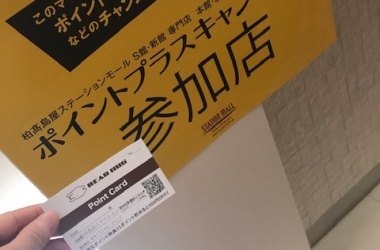 このマー
ポイント
などのチャン
柏髙島屋ステーションモール S館・新館 専門店 本館
ポイントプラスキャン
参加店
STATION MALL
BEAR HUG
Point Card